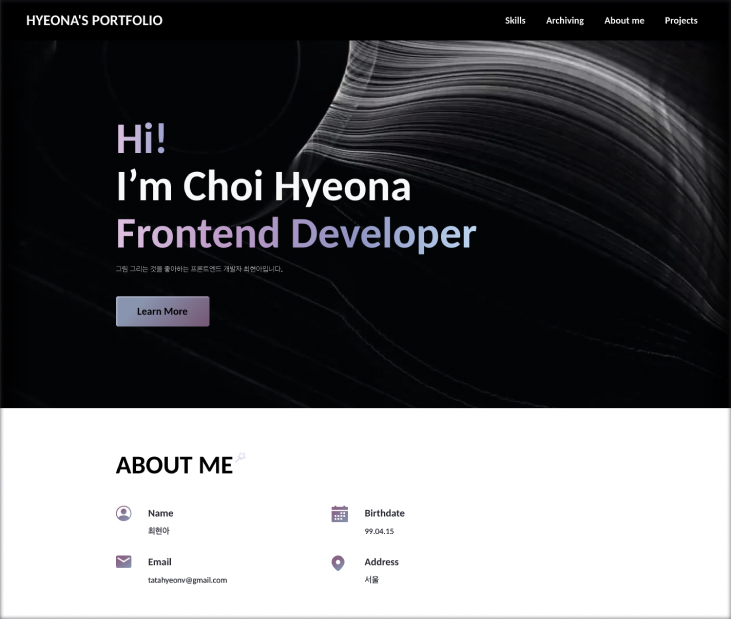 HYEONA'S PORTFOLIO
Skills Archiving About me Projects
Hi!
I’m Choi Hyeona
Frontend Developer
그림 그리는 것을 좋아하는 프론트엔드 개발자 최현아입니다.
Learn More
ABOUT ME
Name
최현아
Birthdate
99.04.15
Email
tatahyeonv@gmail.com
Address
서울